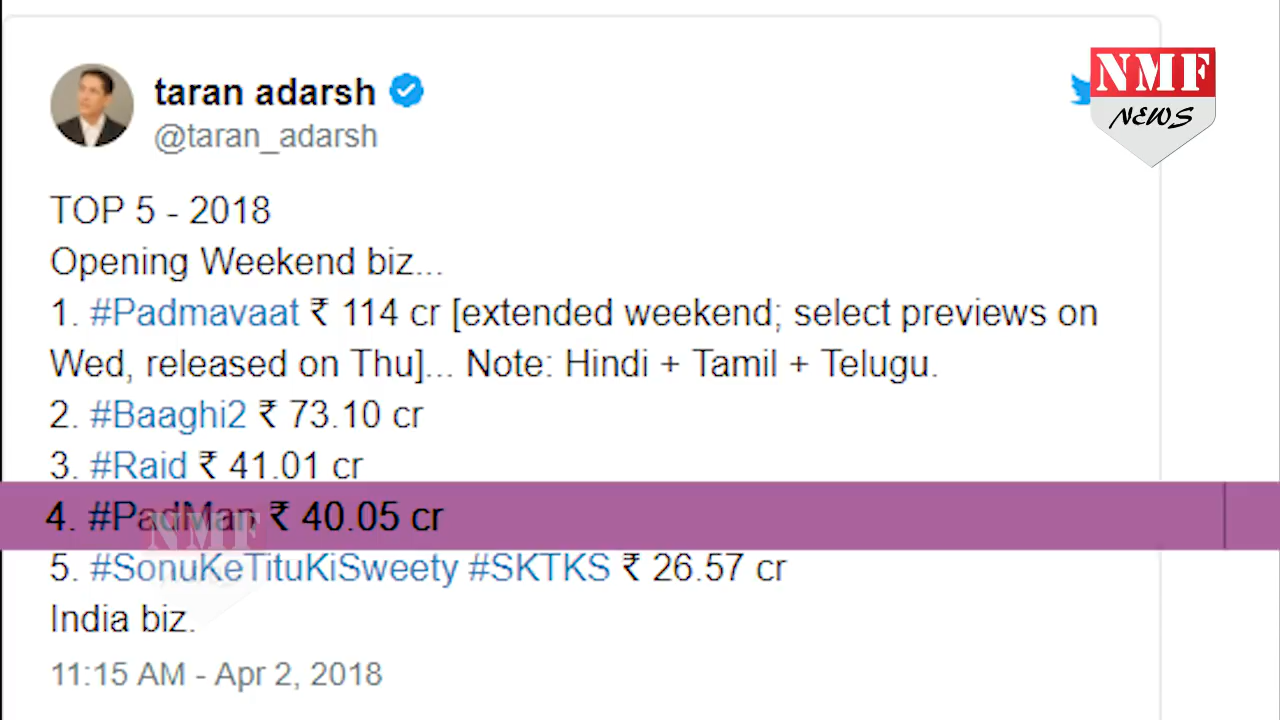 taran adarsh
@taran_adarsh
NMF
NEWS
TOP 5 - 2018
Opening Weekend biz...
1. #Padmavaat ₹ 114 cr [extended weekend; select previews on
Wed, released on Thu]... Note: Hindi + Tamil + Telugu.
2. #Baaghi2 ₹ 73.10 cr
3. #Raid ₹ 41.01 cr
4. #PadMan ₹ 40.05 cr
NMF
5. #SonuKeTituKiSweety #SKTKS ₹ 26.57 cr
India biz.
11:15 AM - Apr 2, 2018